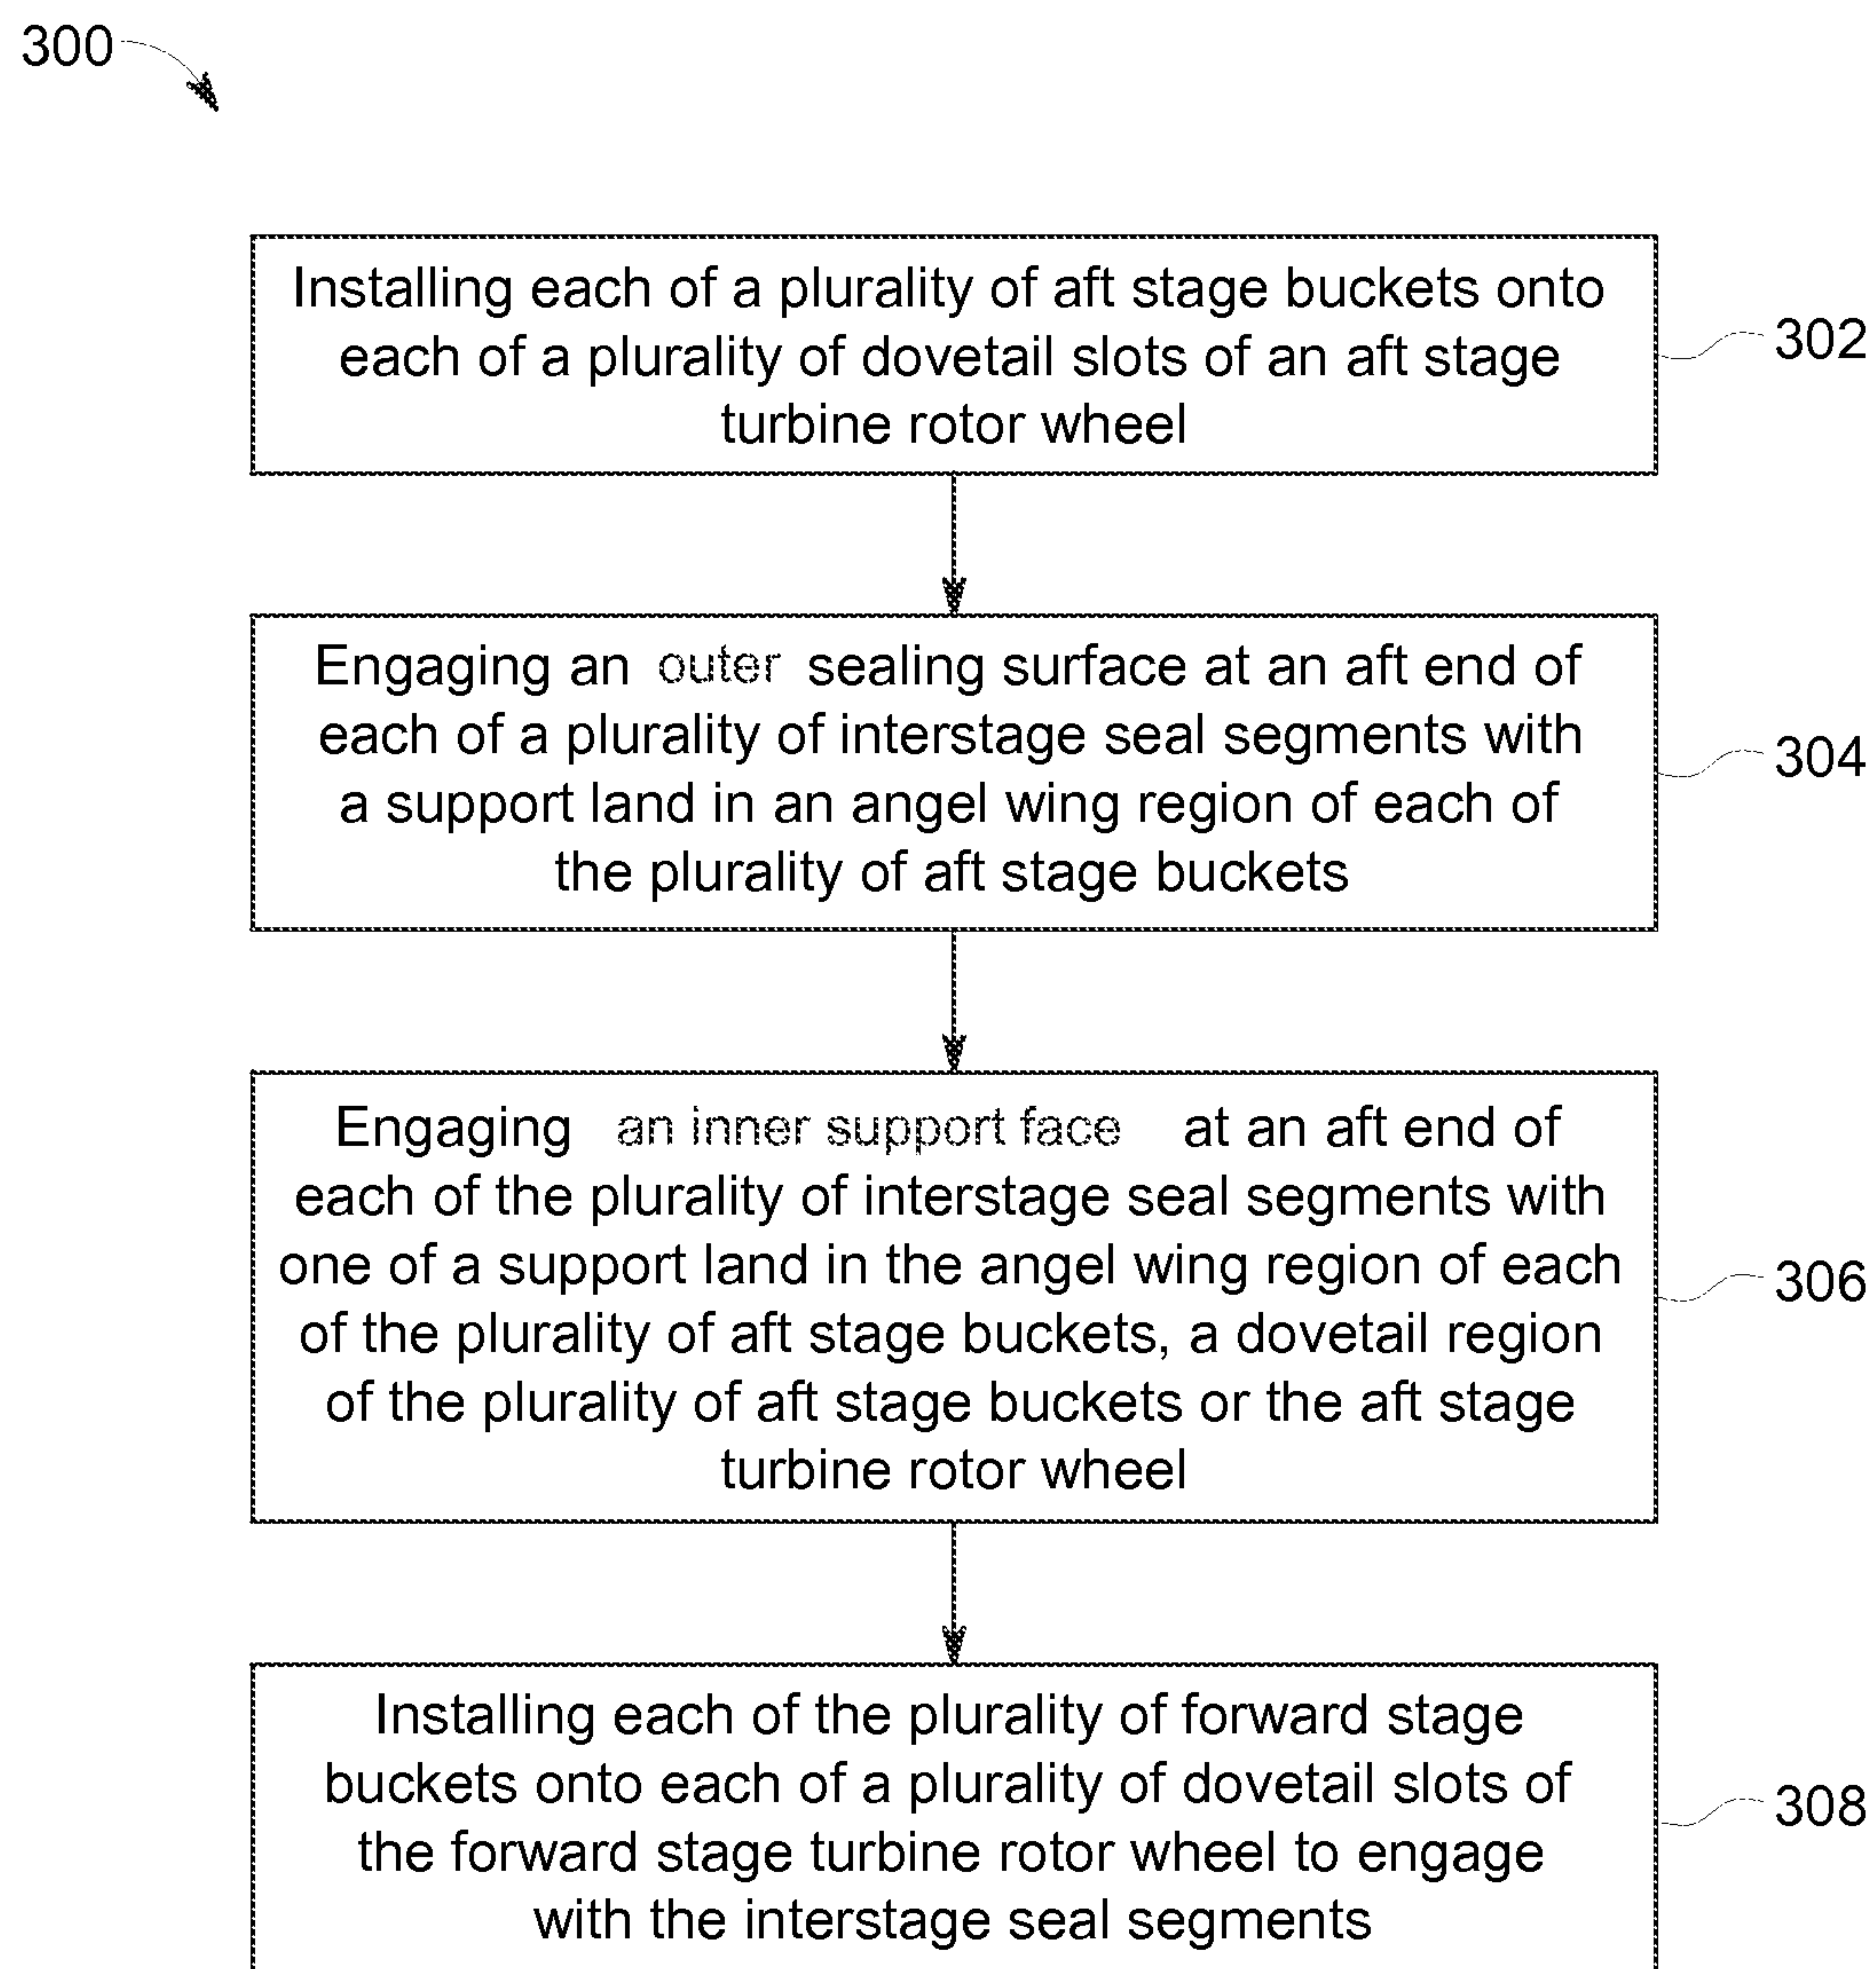 300
Installing each of a plurality of aft stage buckets onto
each of a plurality of dovetail slots of an aft stage
turbine rotor wheel
302
Engaging an outer sealing surface at an aft end of
each of a plurality of interstage seal segments with
a support land in an angel wing region of each of
the plurality of aft stage buckets
304
Engaging an inner support face at an aft end of
each of the plurality of interstage seal segments with
one of a support land in the angel wing region of each
of the plurality of aft stage buckets, a dovetail region
of the plurality of aft stage buckets or the aft stage
turbine rotor wheel
306
Installing each of the plurality of forward stage
buckets onto each of a plurality of dovetail slots of
the forward stage turbine rotor wheel to engage
with the interstage seal segments
308